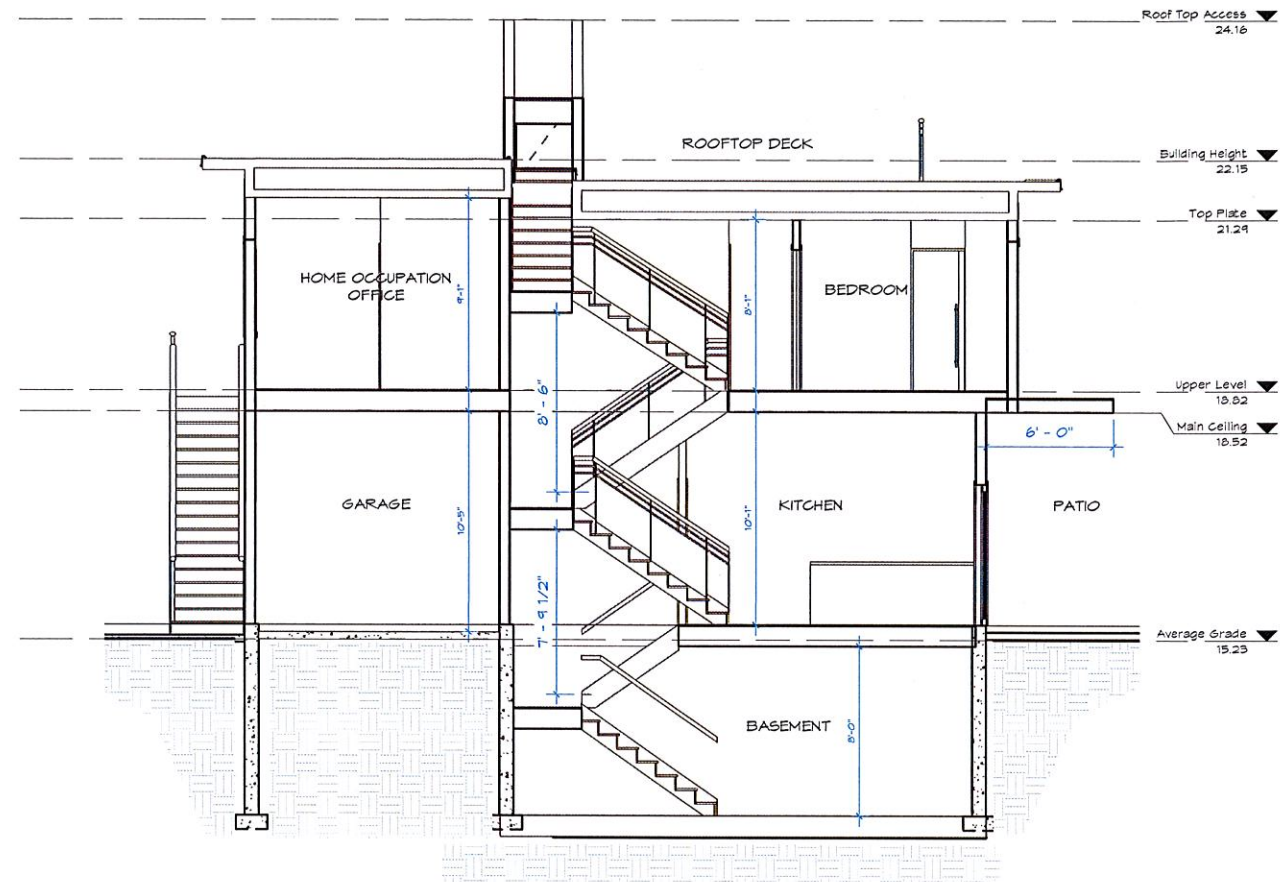 Roof Top Access
24.16
ROOFTOP DECK
Building Height
22.15
Top Plate
21.29
HOME OCCUPATION
OFFICE
9'-1"
8'-1"
BEDROOM
Upper Level
18.82
8' - 6"
Main Ceiling
18.52
6' - 0"
GARAGE
10'-5"
KITCHEN
10'-1"
PATIO
7' - 9 1/2"
Average Grade
15.23
BASEMENT
8'-0"